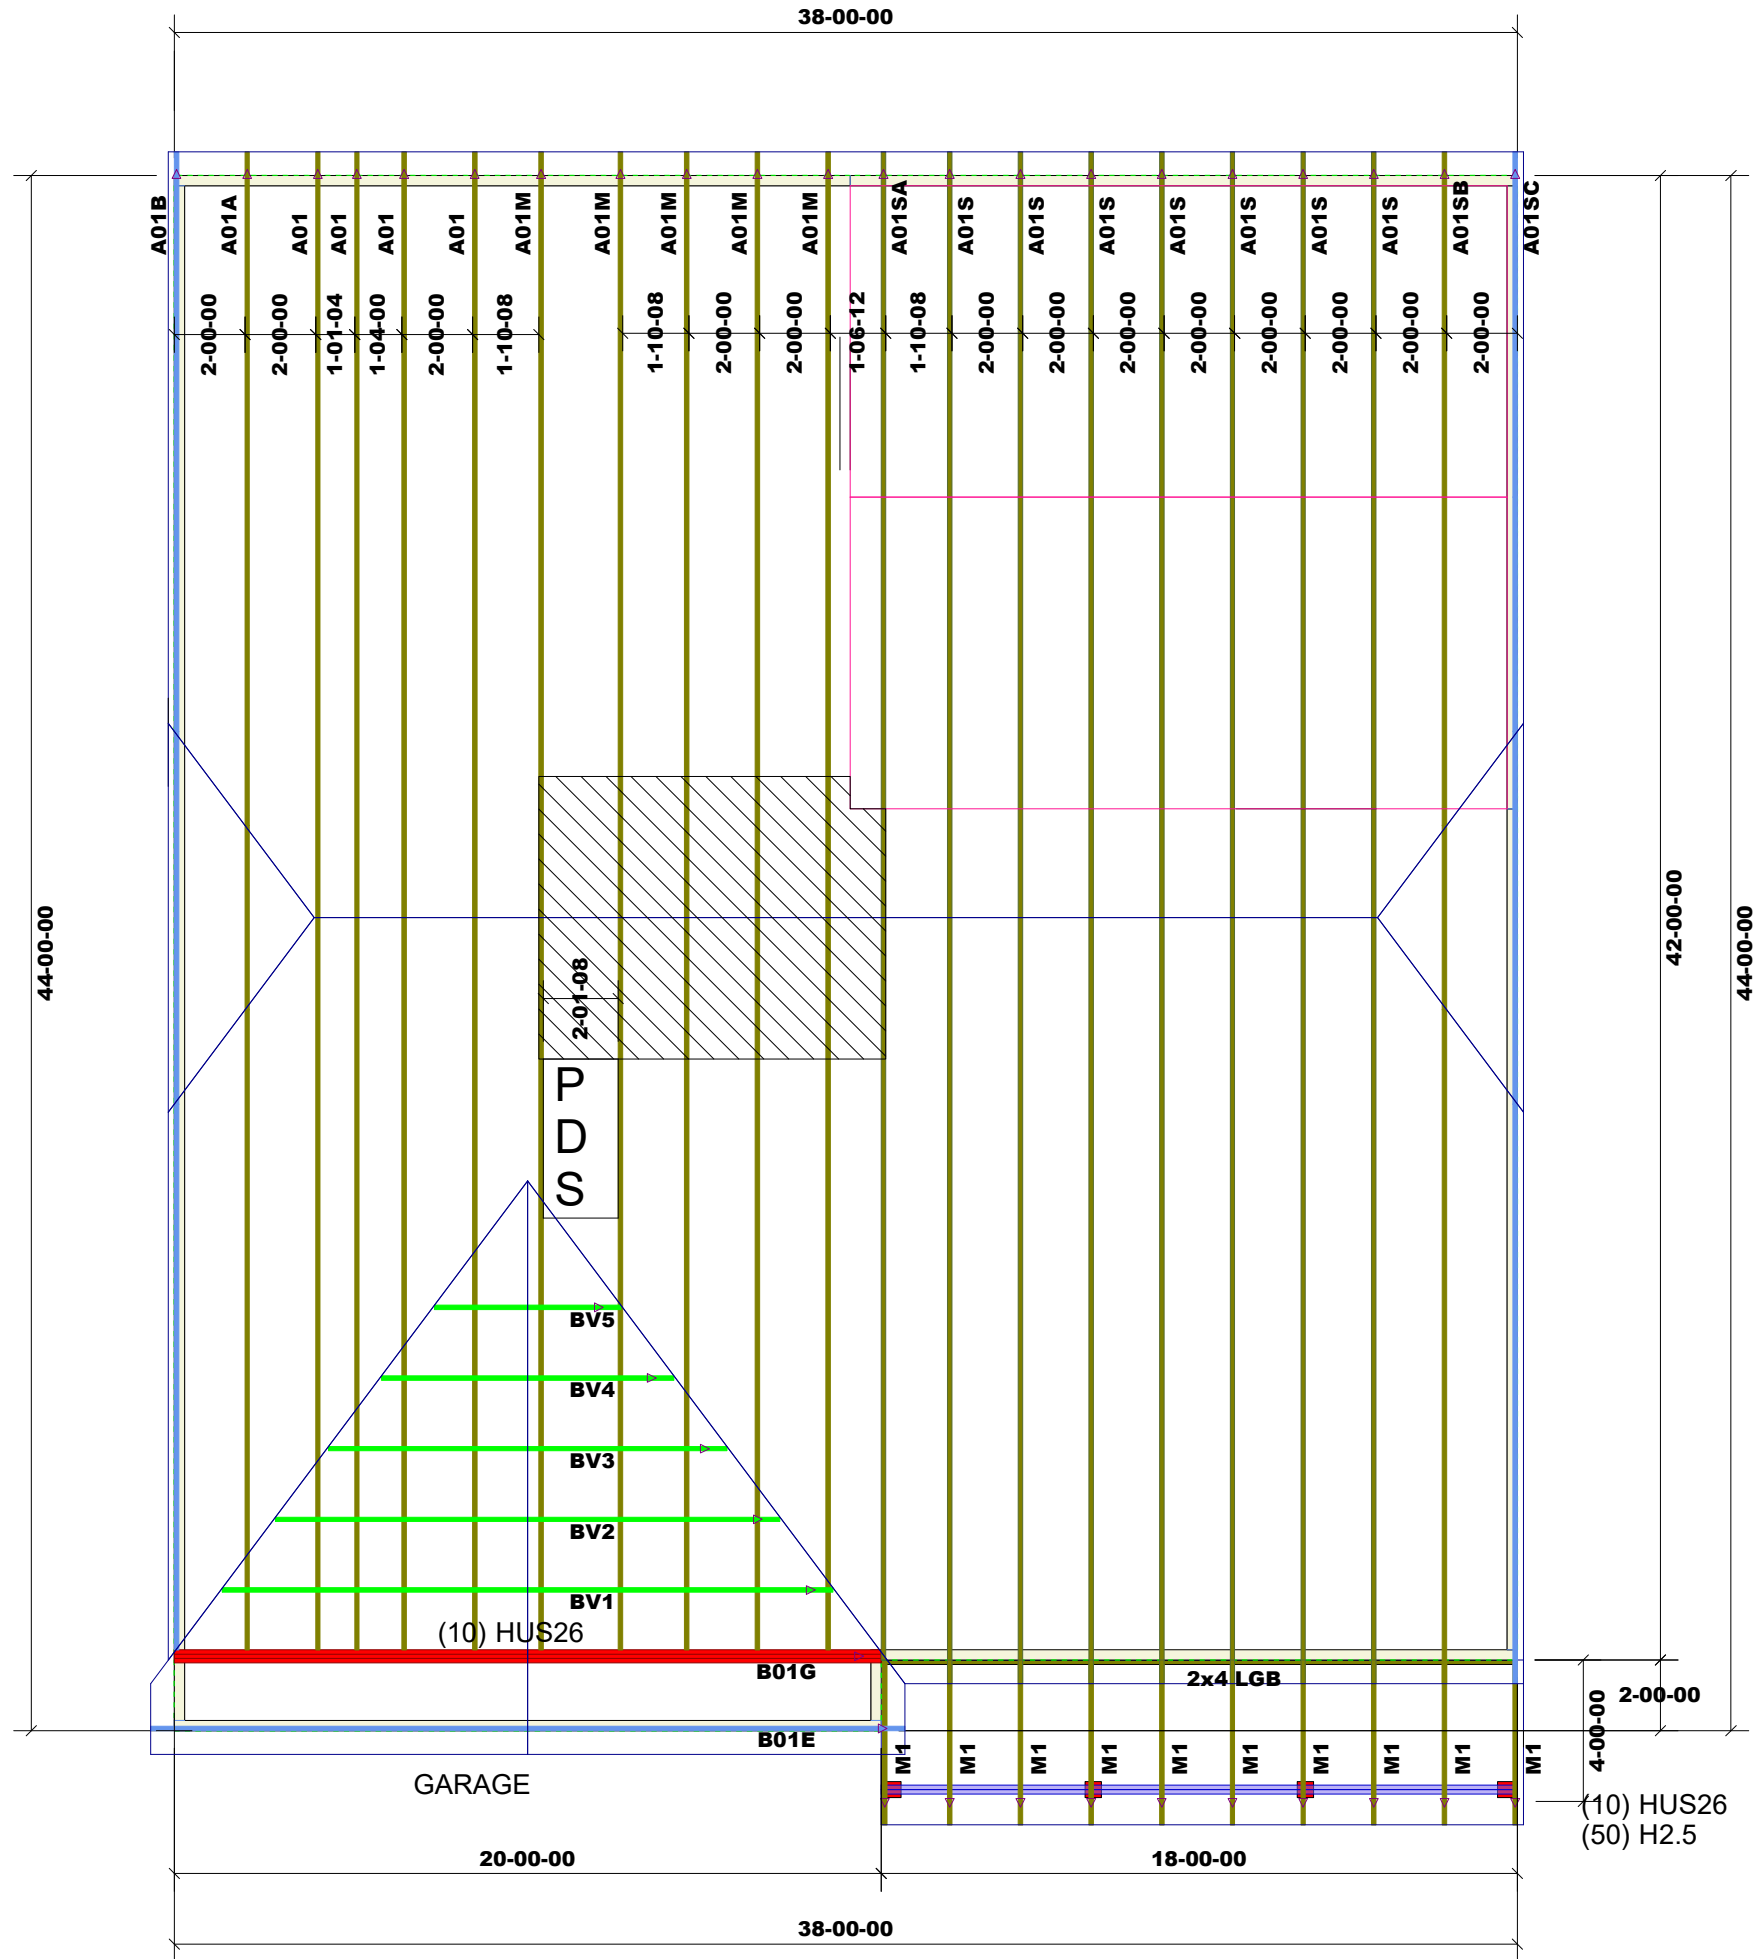 38-00-00
A01B
A01A
A01
A01
A01
A01
A01M
A01M
A01M
A01M
A01M
A01SA
A01S
A01S
A01S
A01S
A01S
A01S
A01S
A01SB
A01SC
2-00-00
2-00-00
1-01-04
1-04-00
2-00-00
1-10-08
1-10-08
2-00-00
2-00-00
1-06-12
1-10-08
2-00-00
2-00-00
2-00-00
2-00-00
2-00-00
2-00-00
2-00-00
2-00-00
44-00-00
42-00-00
44-00-00
2-01-08
P
D
S
BV5
BV4
BV3
BV2
BV1
(10) HUS26
B01G
2x4 LGB
2-00-00
4-00-00
B01E
M1
M1
M1
M1
M1
M1
M1
M1
M1
M1
GARAGE
(10) HUS26
(50) H2.5
20-00-00
18-00-00
38-00-00